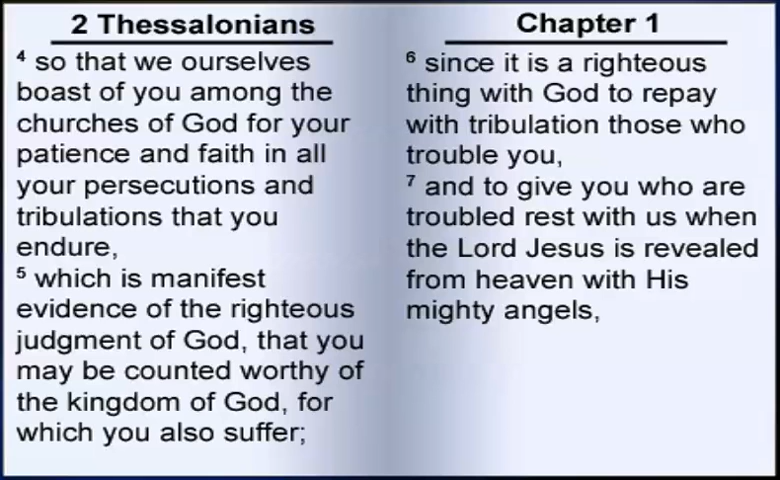 2 Thessalonians
⁴ so that we ourselves
boast of you among the
churches of God for your
patience and faith in all
your persecutions and
tribulations that you
endure,
⁵ which is manifest
evidence of the righteous
judgment of God, that you
may be counted worthy of
the kingdom of God, for
which you also suffer;
Chapter 1
⁶ since it is a righteous
thing with God to repay
with tribulation those who
trouble you,
⁷ and to give you who are
troubled rest with us when
the Lord Jesus is revealed
from heaven with His
mighty angels,